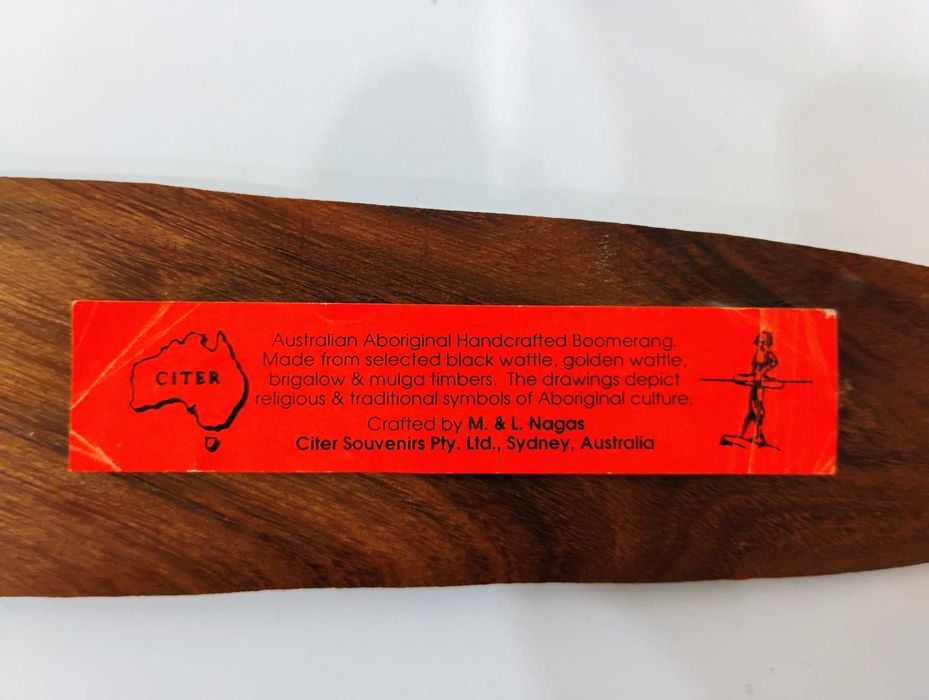 CITER
Australian Aboriginal Handcrafted Boomerang.
Made from selected black wattle, golden wattle,
brigalow & mulga timbers. The drawings depict
religious & traditional symbols of Aboriginal culture.
Crafted by M. & L. Nagas
Citer Souvenirs Pty. Ltd., Sydney, Australia